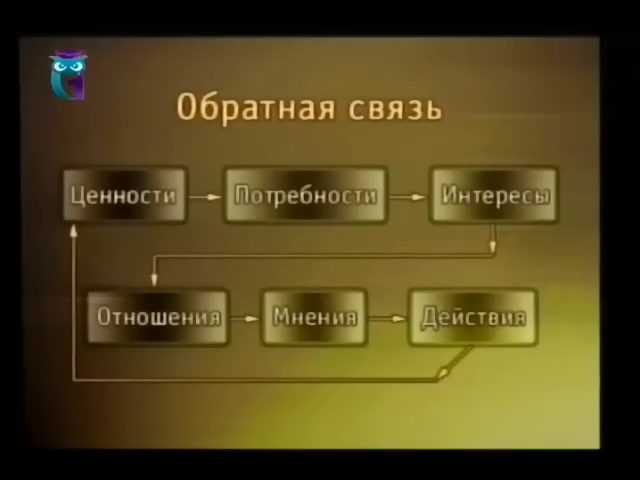 Обратная связь
Ценности
Потребности
Интересы
Отношения
Мнения
Действия